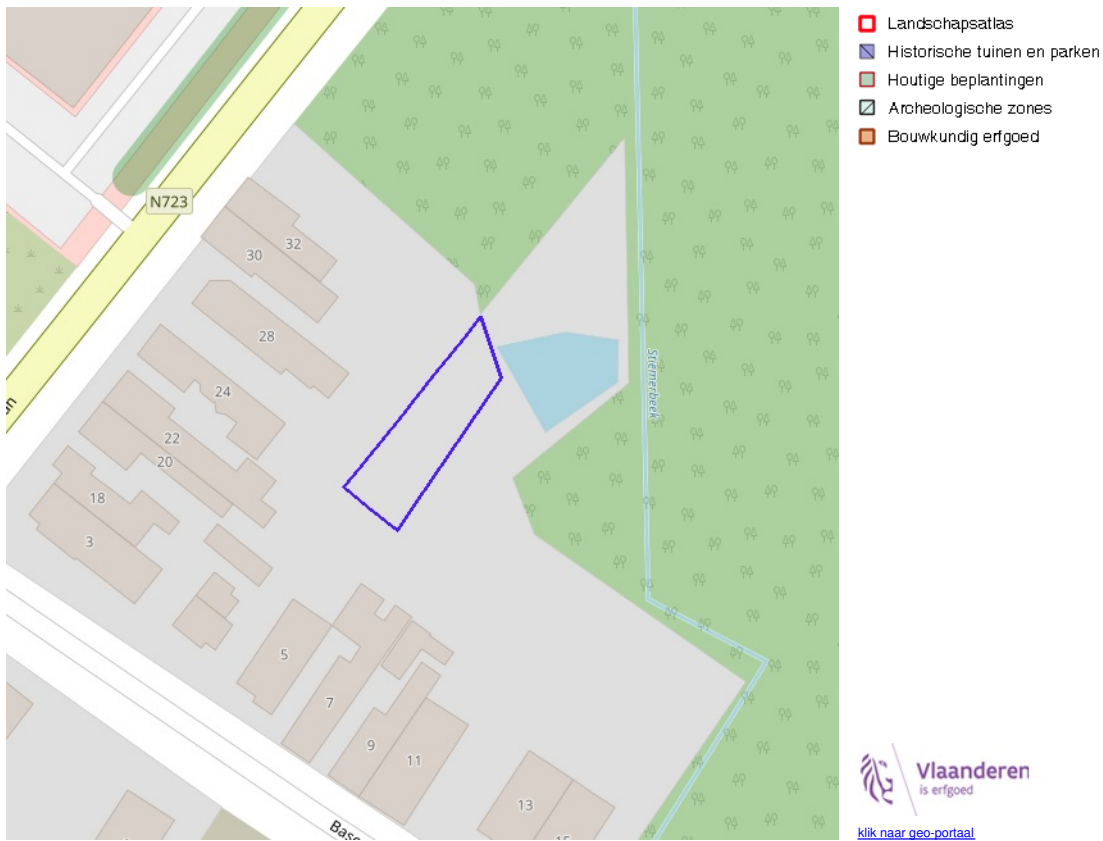 Landschapsatlas
Historische tuinen en parken
Houtige beplantingen
Archeologische zones
Bouwkundig erfgoed
N723
32
30
28
24
22
20
18
3
Stiemerbeek
5
7
9
11
13
Vlaanderen
is erfgoed
klik naar geo-portaal